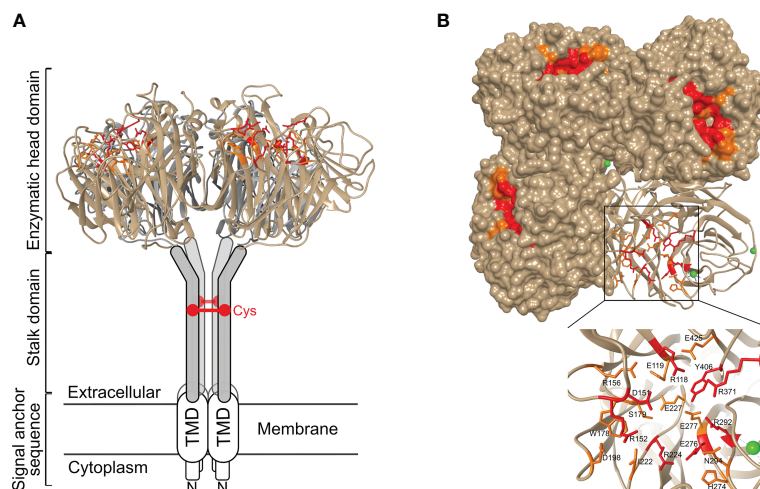 A
B
Enzymatic head domain
Stalk domain
Cys
Extracellular
Signal anchor
sequence
TMD
TMD
Membrane
Cytoplasm
N
N
E425
E119
Y406
R156
R118
R371
D151
S179
E227
W178
E277
R292
R152
E276
D198
I222
R224
N294
H274